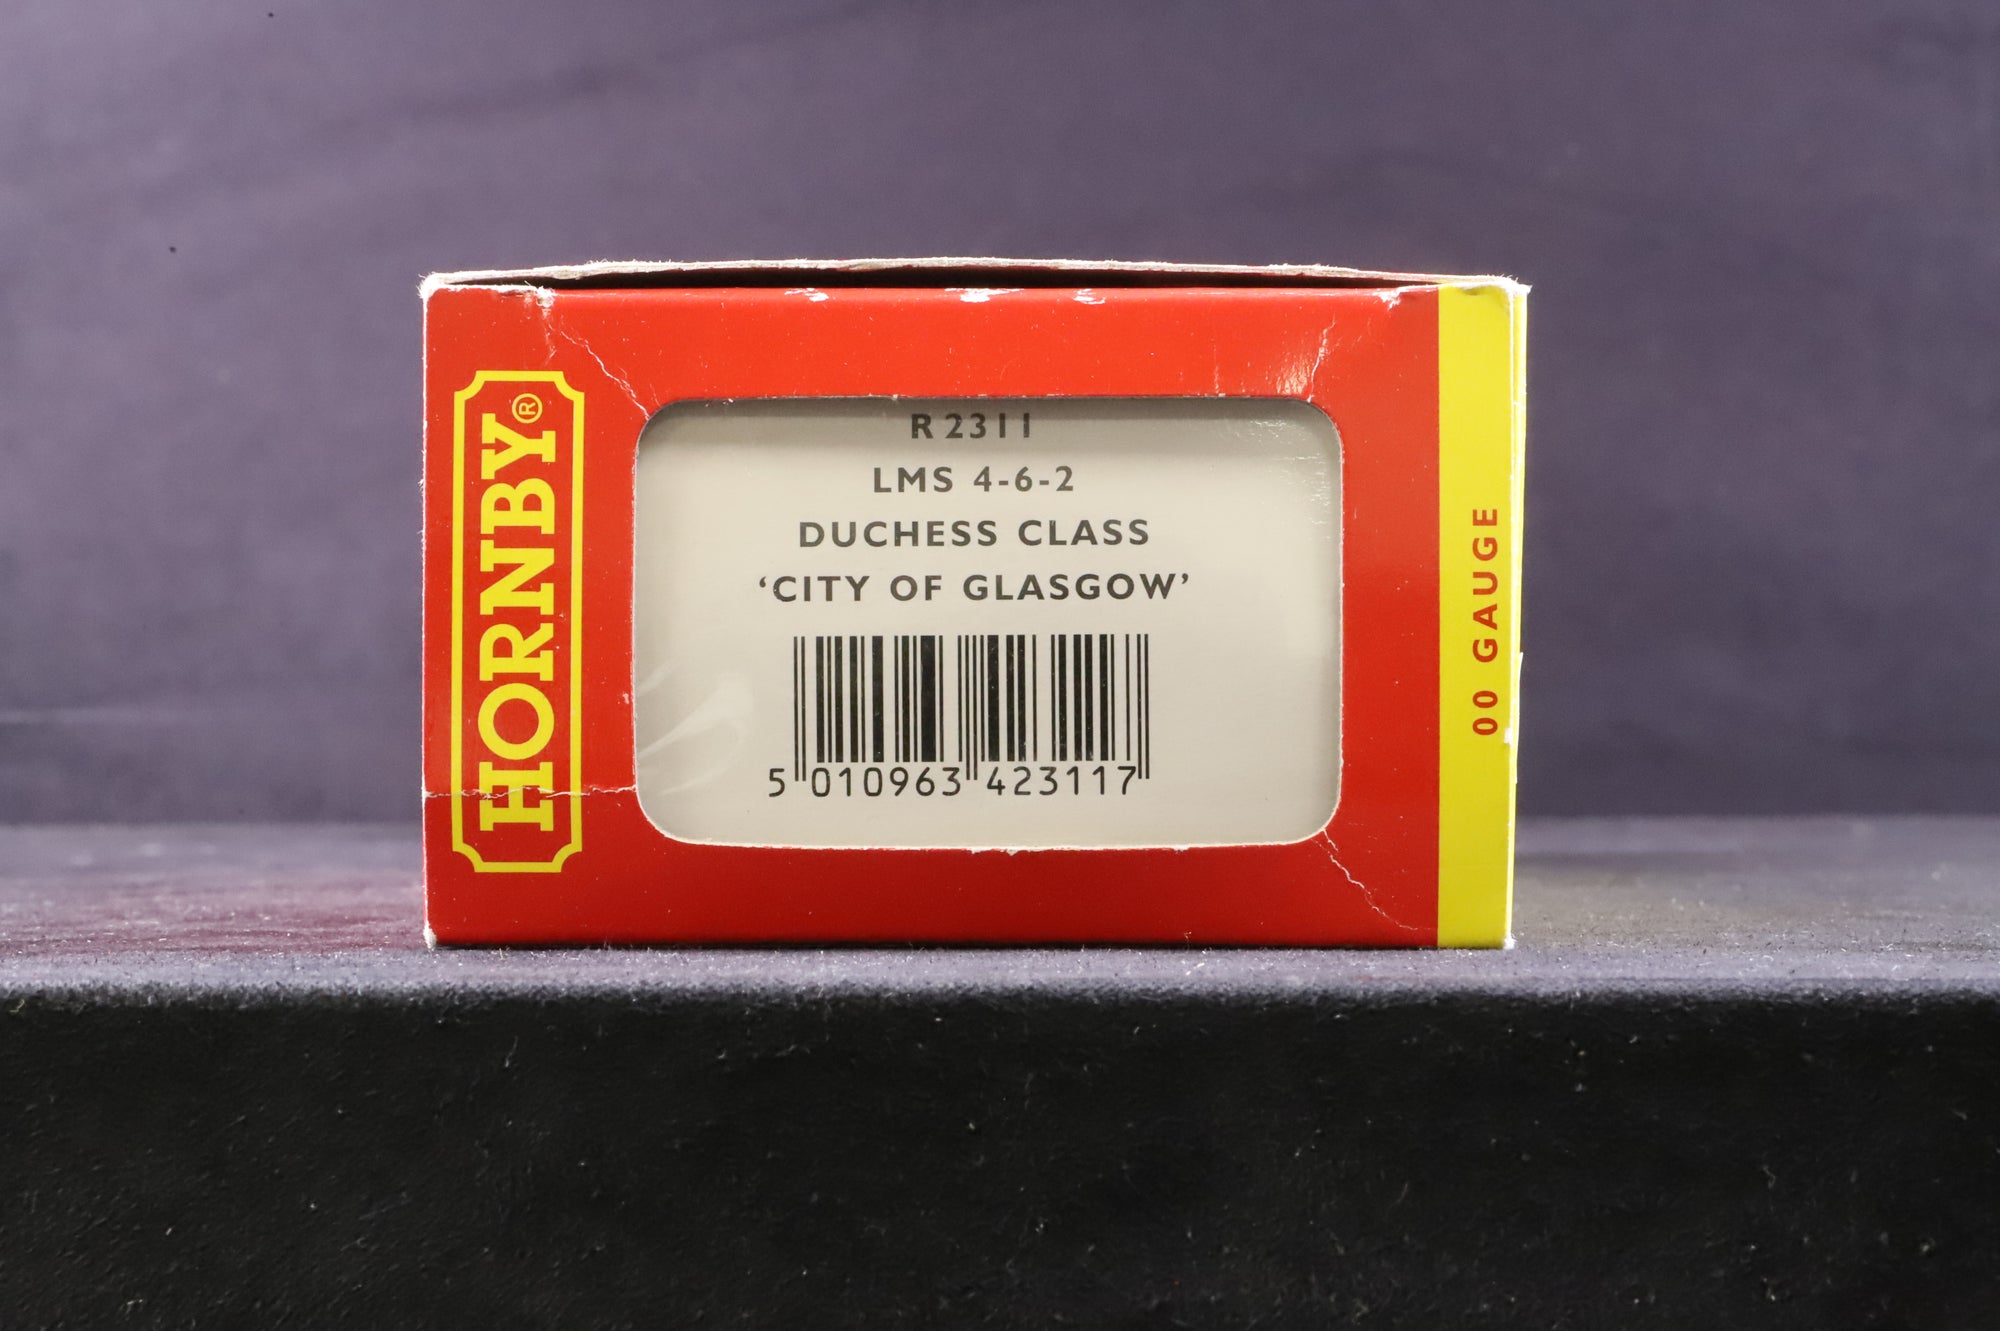 HORNBY®
R2311
LMS 4-6-2
DUCHESS CLASS
‘CITY OF GLASGOW’
5 010963 423117
00 GAUGE